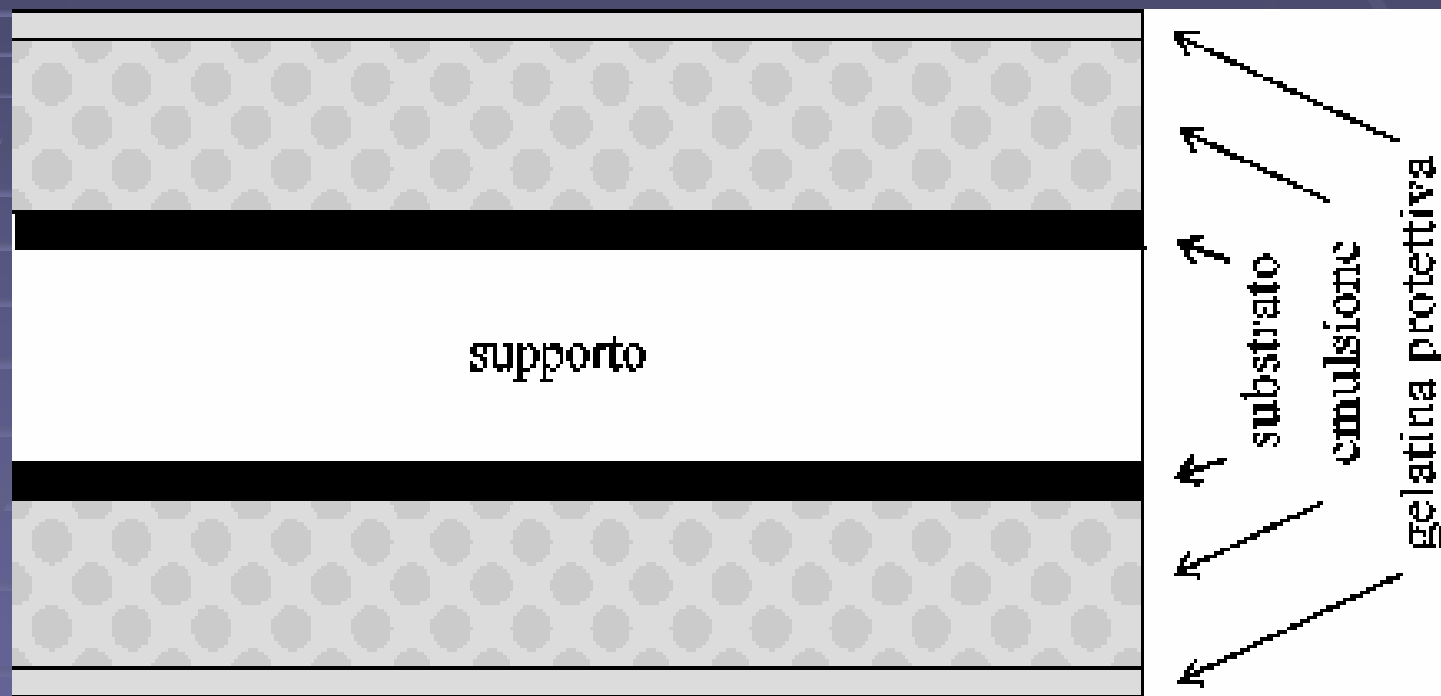 supporto
substrato
emulsione
gelatina protettiva